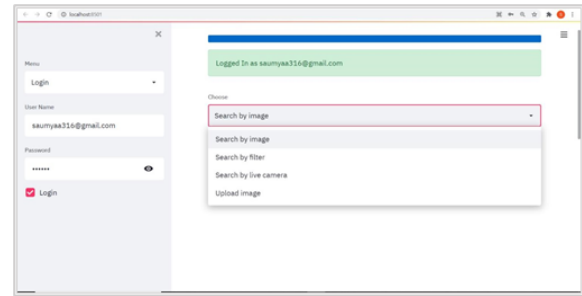 localhost:8501
Menu
Login
User Name
saumyaa316@gmail.com
Password
Login
Logged In as saumyaa316@gmail.com
Choose
Search by image
Search by image
Search by filter
Search by live camera
Upload image